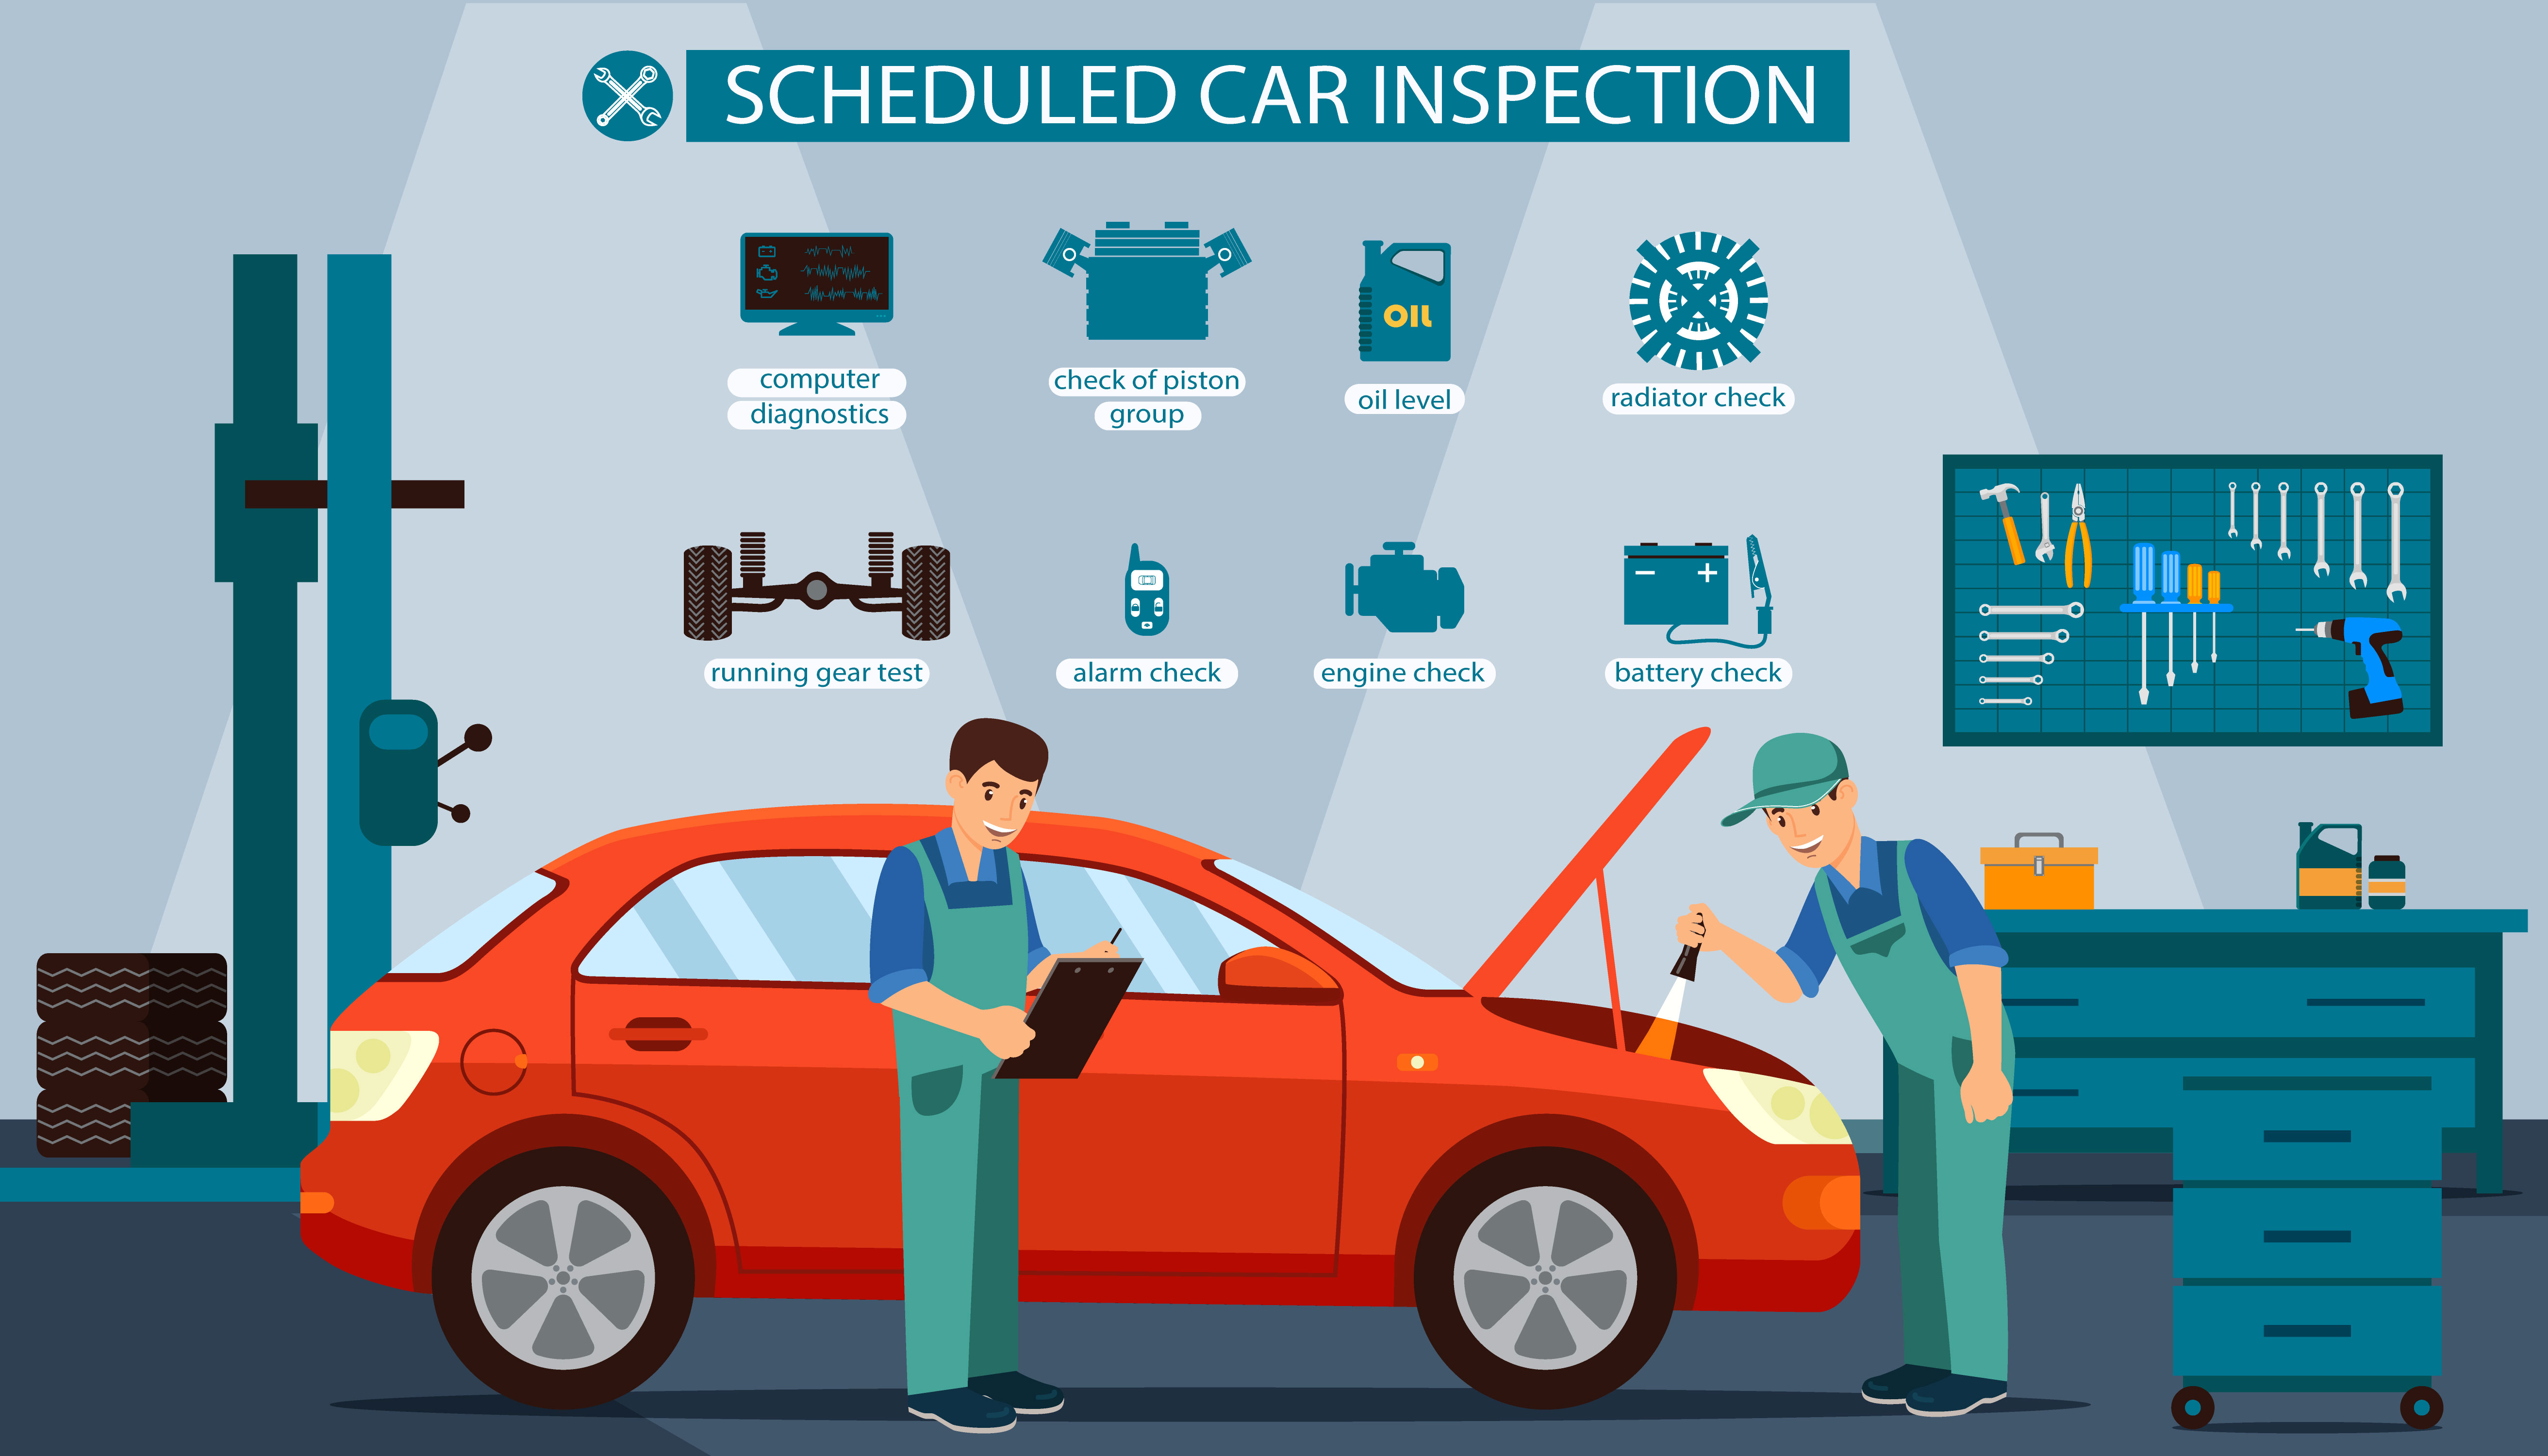 SCHEDULED CAR INSPECTION
computer
diagnostics
check of piston
group
OIL
oil level
radiator check
running gear test
alarm check
engine check
battery check